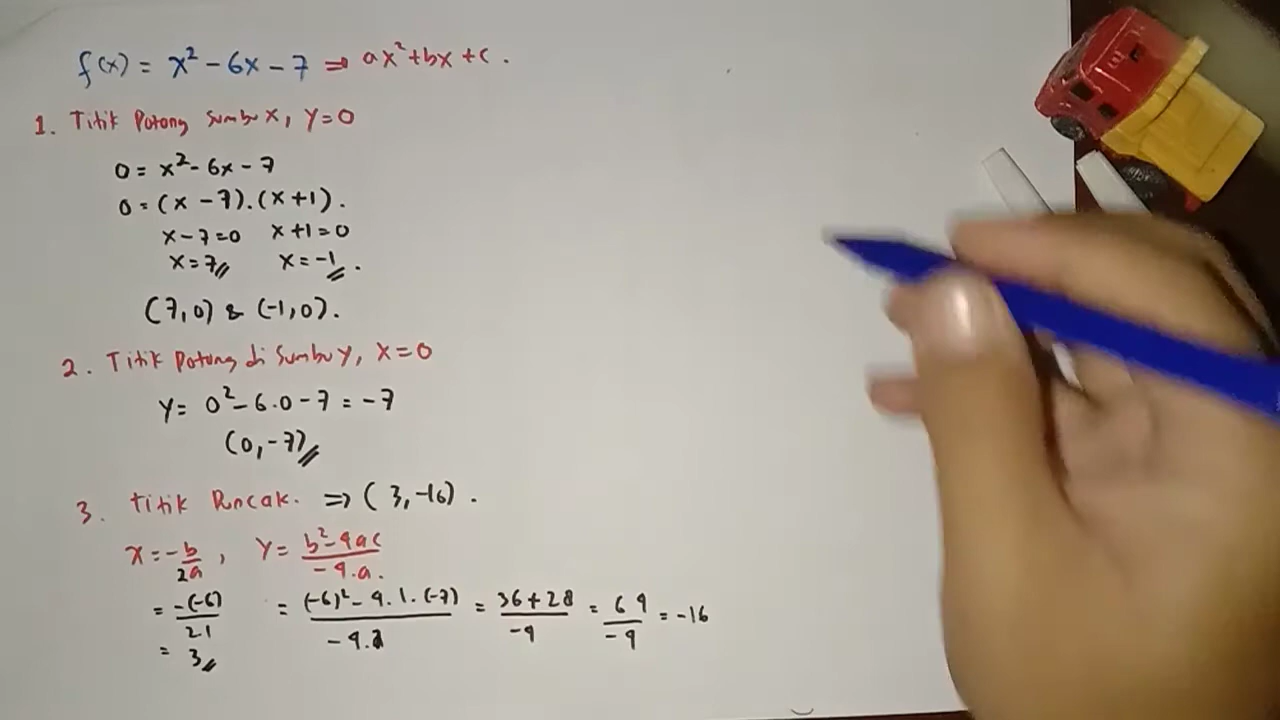 f(x) = x² - 6x - 7 ⇒ ax² + bx + c .
1. Titik Potong Sumbu X, Y=0
0 = x² - 6x - 7
0 = (x - 7).(x + 1).
x - 7 = 0 x + 1 = 0
x = 7 x = -1 .
(7,0) & (-1,0).
2. Titik Potong di Sumbu Y, X=0
Y = 0² - 6.0 - 7 = -7
(0,-7)
3. Titik Puncak. ⇒ (3,-16) .
x = -b/2a , Y = b² - 4ac / -4.a.
= -(-6)/2.1 = (-6)² - 4.1.(-7) / -4.1 = 36+28 / -4 = 64 / -4 = -16
= 3